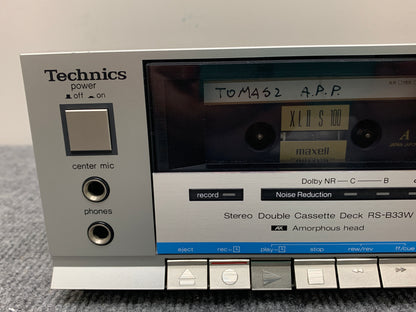 Technics
power
off on
center mic
phones
TOMASZ A.P.P.
XLII S 100
maxell
Dolby NR C B
record
Noise Reduction
Stereo Double Cassette Deck RS-B33W
AX Amorphous head
eject rec play stop rew/rev ff/cue